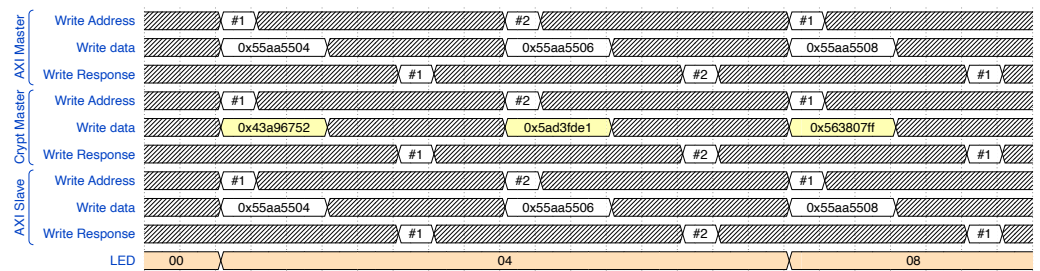 AXI Master
Write Address #1 #2 #1
Write data 0x55aa5504 0x55aa5506 0x55aa5508
Write Response #1 #2 #1
Crypt Master
Write Address #1 #2 #1
Write data 0x43a96752 0x5ad3fde1 0x563807ff
Write Response #1 #2 #1
AXI Slave
Write Address #1 #2 #1
Write data 0x55aa5504 0x55aa5506 0x55aa5508
Write Response #1 #2 #1
LED 00 04 08